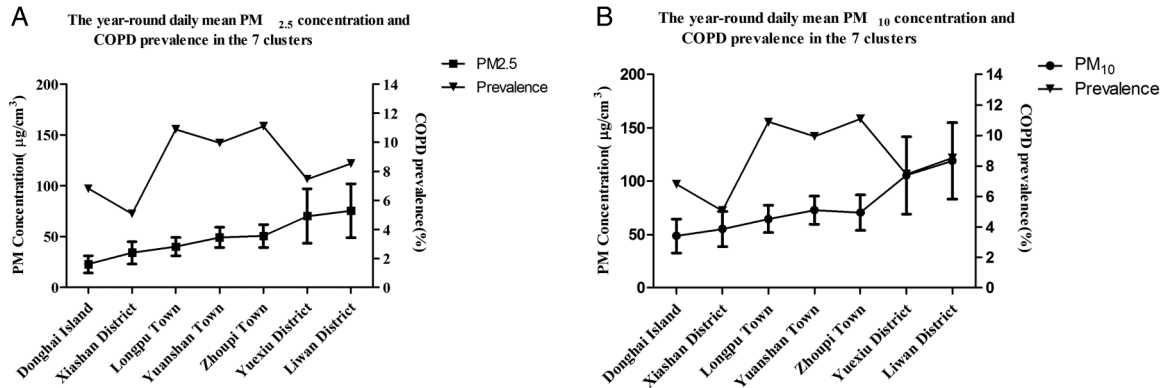 A
The year-round daily mean PM 2.5 concentration and
COPD prevalence in the 7 clusters
PM2.5
Prevalence
200
150
100
50
0
14
12
10
8
6
4
2
0
PM Concentration( μg/cm3)
COPD prevalence(%)
Donghai Island
Xiashan District
Longpu Town
Yuanshan Town
Zhoupi Town
Yuexiu District
Liwan District
B
The year-round daily mean PM 10 concentration and
COPD prevalence in the 7 clusters
PM10
Prevalence
200
150
100
50
0
14
12
10
8
6
4
2
0
PM Concentration( μg/cm3)
COPD prevalence(%)
Donghai Island
Xiashan District
Longpu Town
Yuanshan Town
Zhoupi Town
Yuexiu District
Liwan District